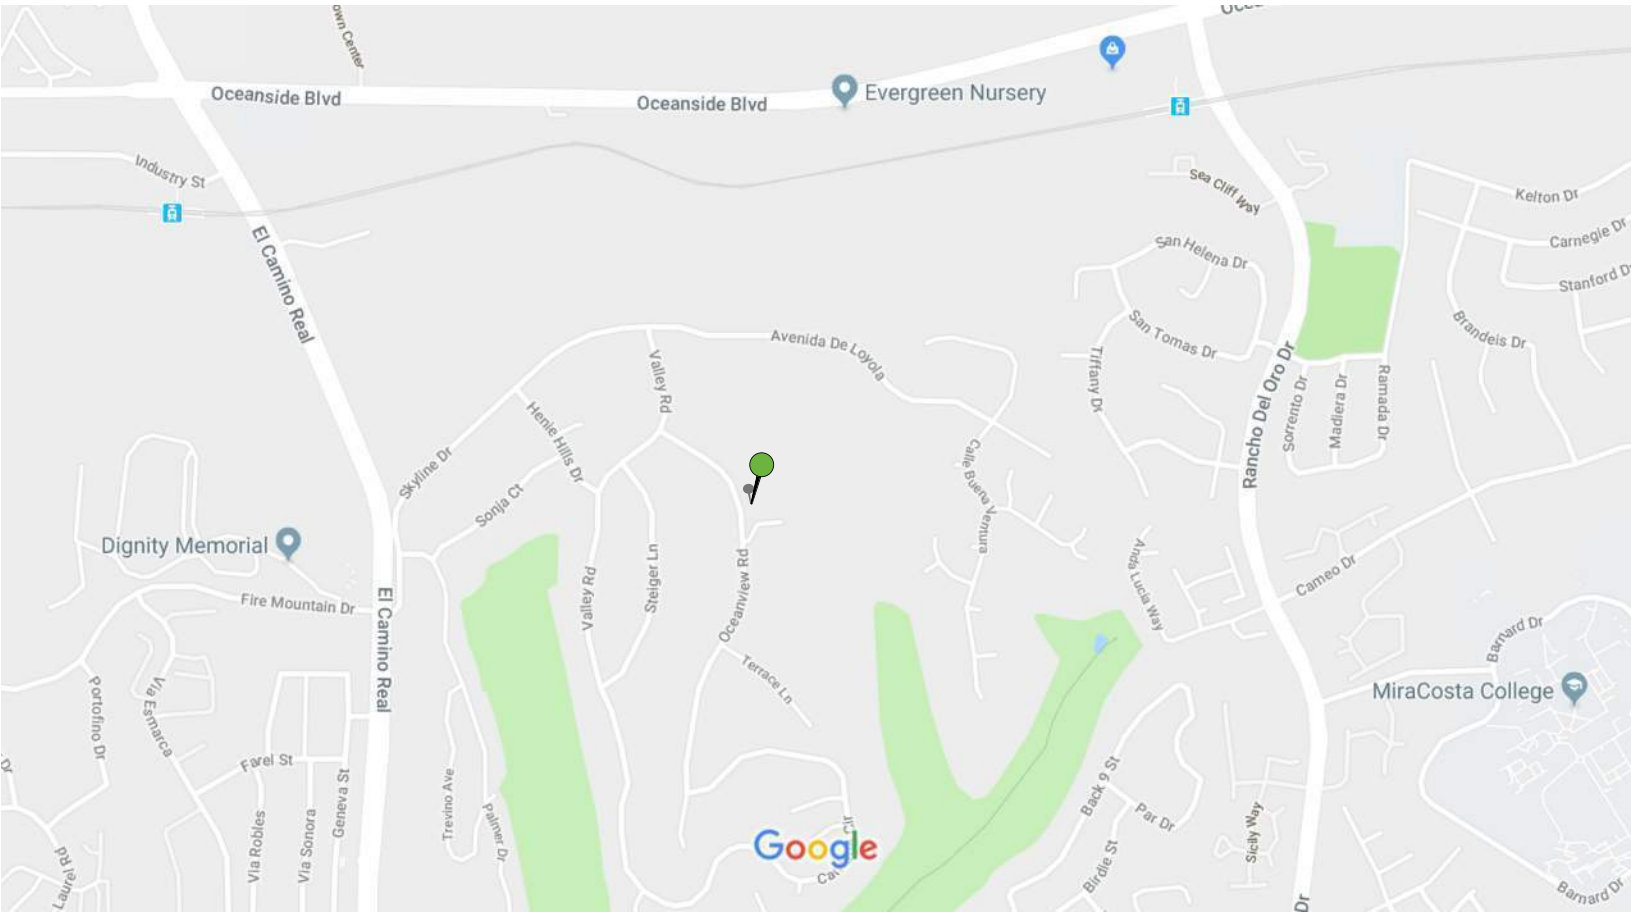 Oceanside Blvd
Oceanside Blvd
Evergreen Nursery
Industry St
El Camino Real
Sea Cliff Way
Kelton Dr
Carnegie Dr
San Helena Dr
Brandeis Dr
San Tomas Dr
Avenida De Loyola
Valley Rd
Tiffany Dr
Rancho Del Oro Dr
Sorrento Dr
Madiera Dr
Ramada Dr
Henie Hills Dr
Skyline Dr
Sonja Ct
Calle Buena Ventura
Dignity Memorial
Fire Mountain Dr
El Camino Real
Valley Rd
Steiger Ln
Oceanview Rd
Terrace Ln
Anda Lucia Way
Cameo Dr
Barnard Dr
MiraCosta College
Portofino Dr
Via Esmarca
Farel St
Via Robles
Via Sonora
Geneva St
Trevino Ave
Palmer Dr
Back 9 St
Par Dr
Birdie St
Sicily Way
Laurel Rd
Dr
Cir
Google
Dr
Barnard Dr